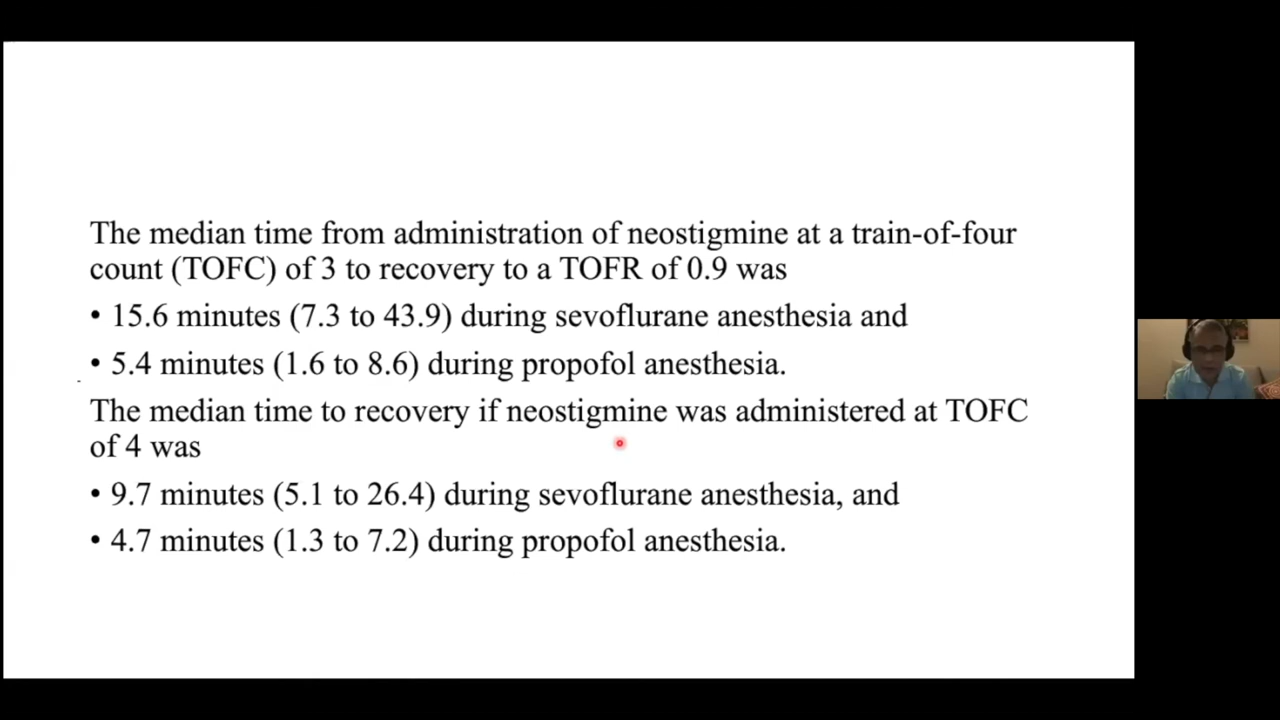 The median time from administration of neostigmine at a train-of-four
count (TOFC) of 3 to recovery to a TOFR of 0.9 was
• 15.6 minutes (7.3 to 43.9) during sevoflurane anesthesia and
• 5.4 minutes (1.6 to 8.6) during propofol anesthesia.
The median time to recovery if neostigmine was administered at TOFC
of 4 was
• 9.7 minutes (5.1 to 26.4) during sevoflurane anesthesia, and
• 4.7 minutes (1.3 to 7.2) during propofol anesthesia.